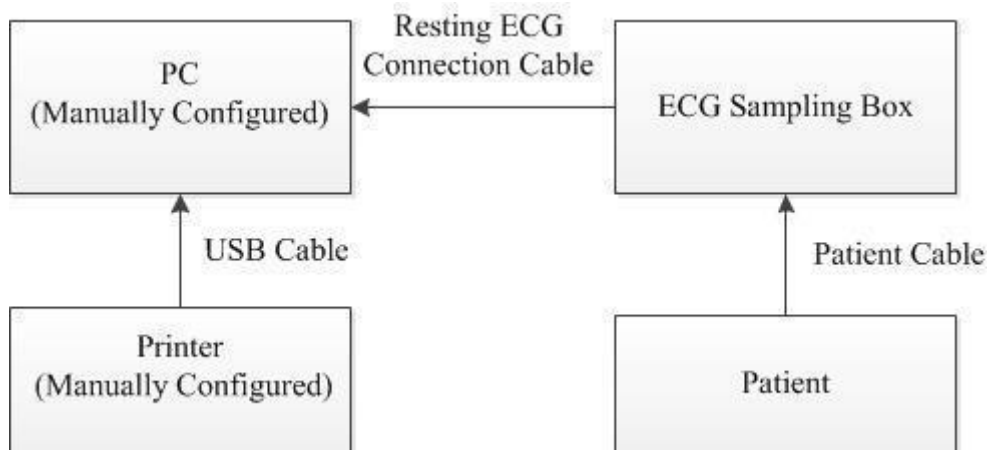 Resting ECG
Connection Cable
PC
(Manually Configured)
ECG Sampling Box
USB Cable
Patient Cable
Printer
(Manually Configured)
Patient